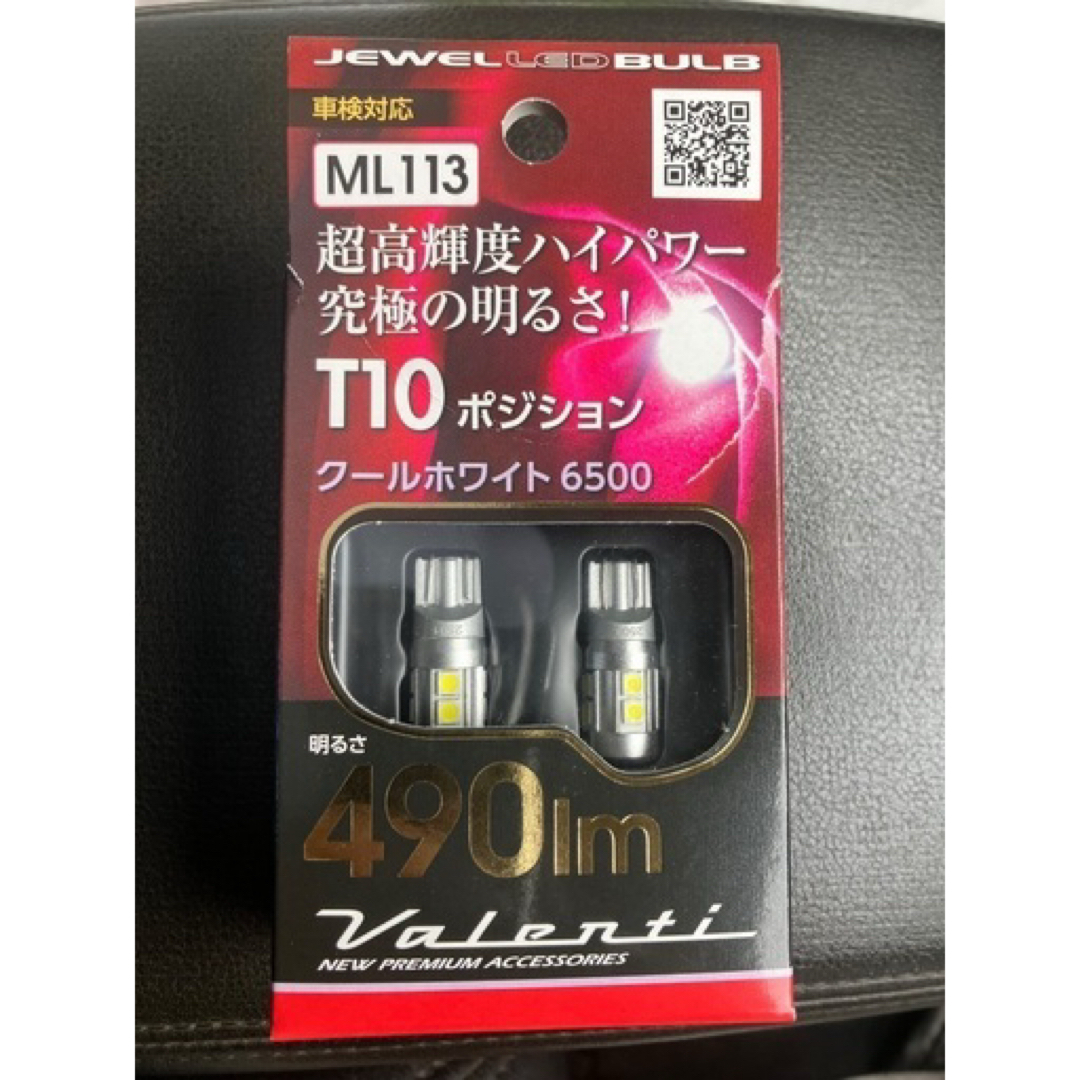 JEWEL LED BULB
車検対応
ML113
超高輝度ハイパワー
究極の明るさ!
T10 ポジション
クールホワイト 6500
明るさ
490lm
Valenti
NEW PREMIUM ACCESSORIES